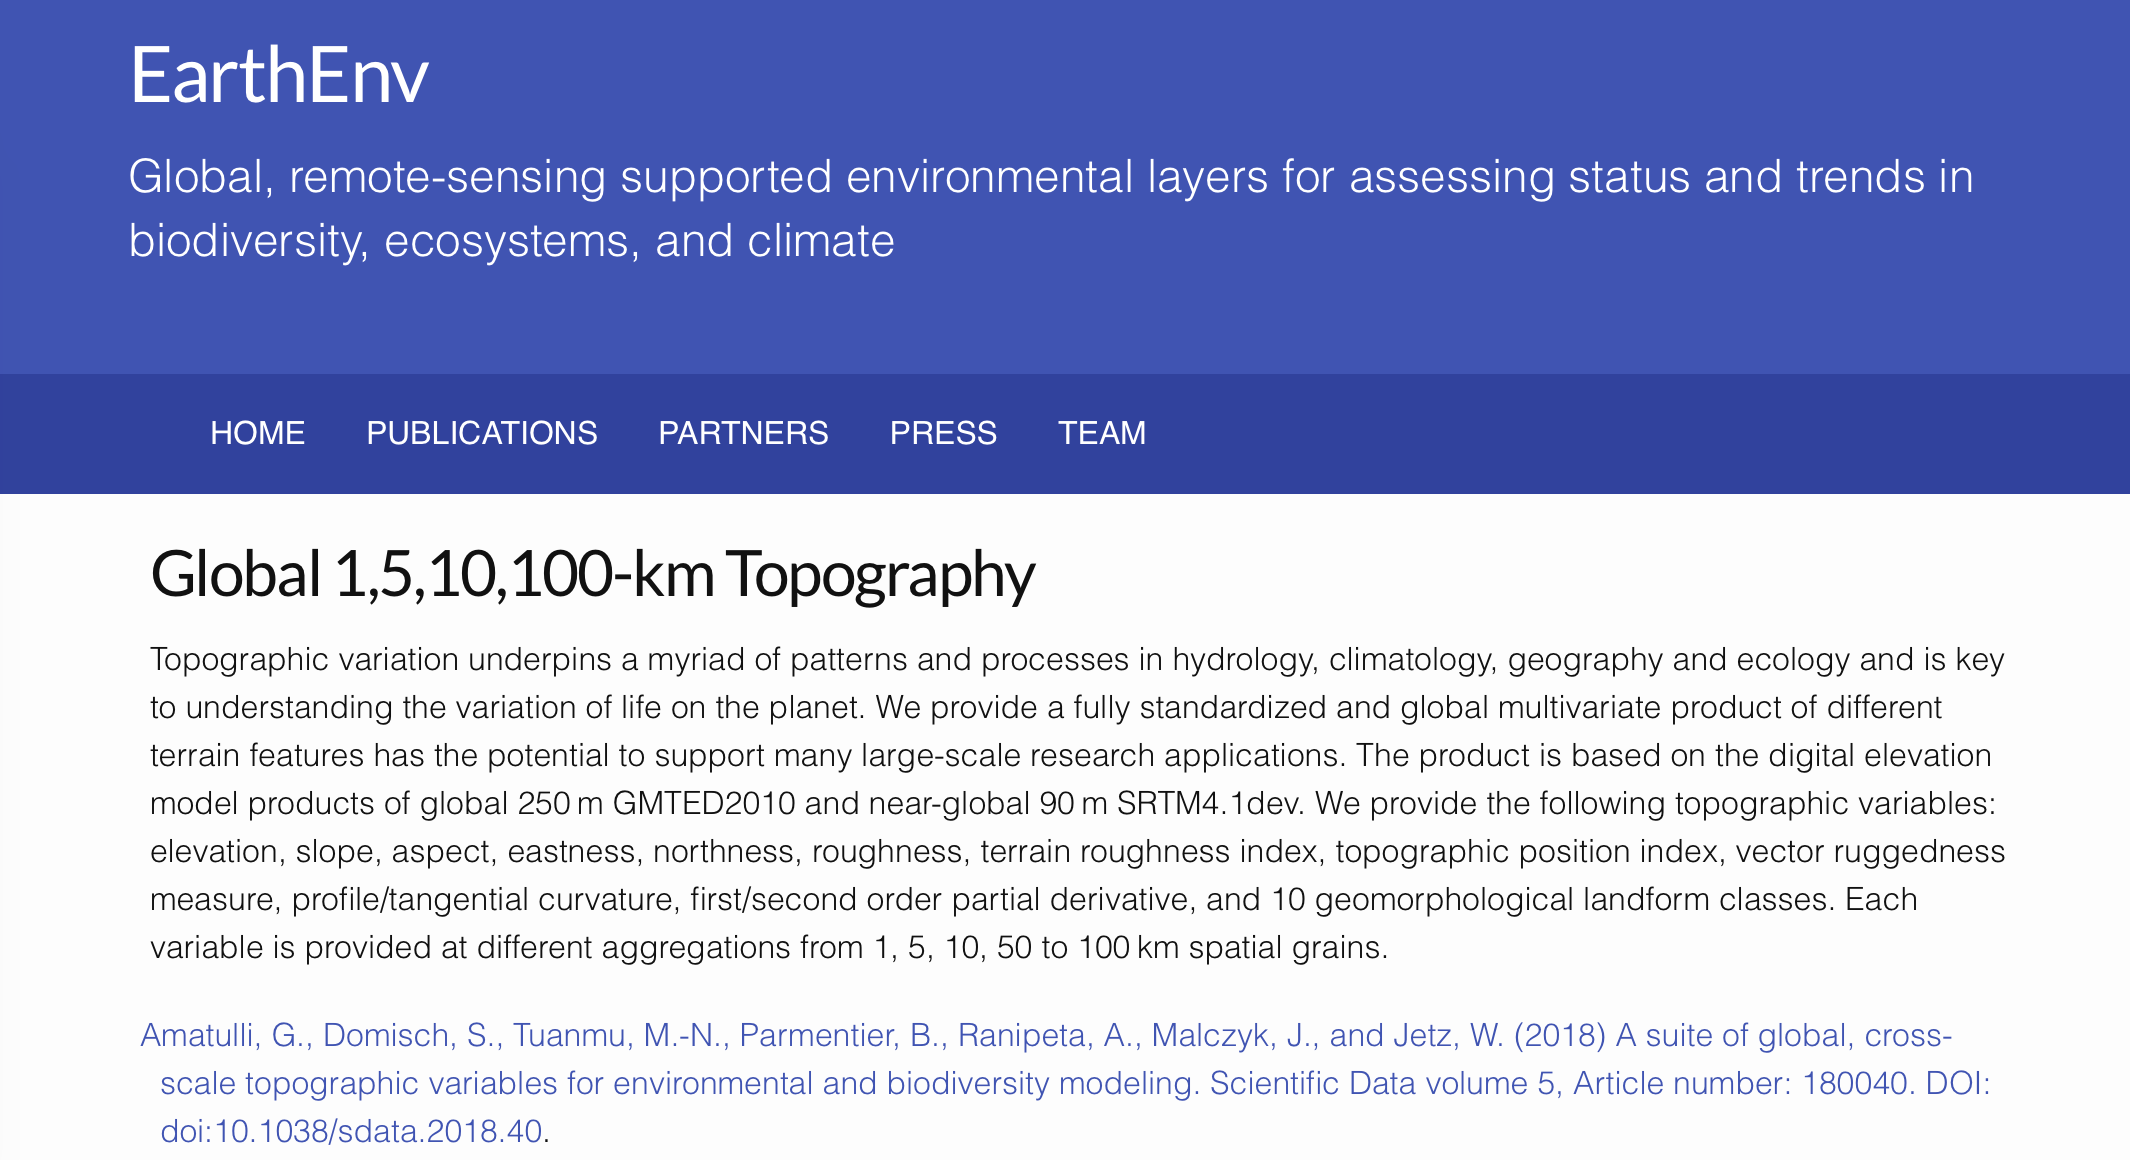 EarthEnv
Global, remote-sensing supported environmental layers for assessing status and trends in
biodiversity, ecosystems, and climate
HOME PUBLICATIONS PARTNERS PRESS TEAM
Global 1,5,10,100-km Topography
Topographic variation underpins a myriad of patterns and processes in hydrology, climatology, geography and ecology and is key
to understanding the variation of life on the planet. We provide a fully standardized and global multivariate product of different
terrain features has the potential to support many large-scale research applications. The product is based on the digital elevation
model products of global 250 m GMTED2010 and near-global 90 m SRTM4.1dev. We provide the following topographic variables:
elevation, slope, aspect, eastness, northness, roughness, terrain roughness index, topographic position index, vector ruggedness
measure, profile/tangential curvature, first/second order partial derivative, and 10 geomorphological landform classes. Each
variable is provided at different aggregations from 1, 5, 10, 50 to 100 km spatial grains.
Amatulli, G., Domisch, S., Tuanmu, M.-N., Parmentier, B., Ranipeta, A., Malczyk, J., and Jetz, W. (2018) A suite of global, cross-
scale topographic variables for environmental and biodiversity modeling. Scientific Data volume 5, Article number: 180040. DOI:
doi:10.1038/sdata.2018.40.